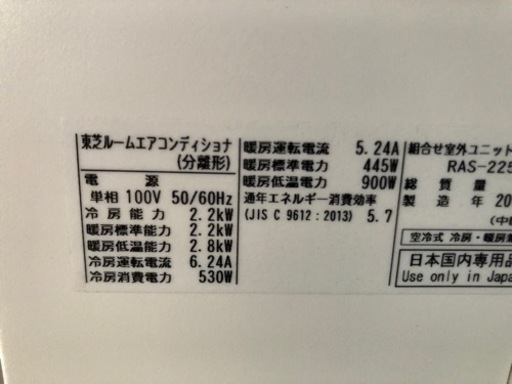 東芝ルームエアコンディショナ
(分離形)
電 源
単相 100V 50/60Hz
冷房能力 2.2kW
暖房標準能力 2.2kW
暖房低温能力 2.8kW
冷房運転電流 6.24A
冷房消費電力 530W
暖房運転電流 5.24A
暖房標準電力 445W
暖房低温電力 900W
通年エネルギー消費効率
(JIS C 9612:2013) 5.7
組合せ室外ユニット
RAS-225
総質量
製造年 20
空冷式 冷房・暖房
日本国内専用品
Use only in Japa